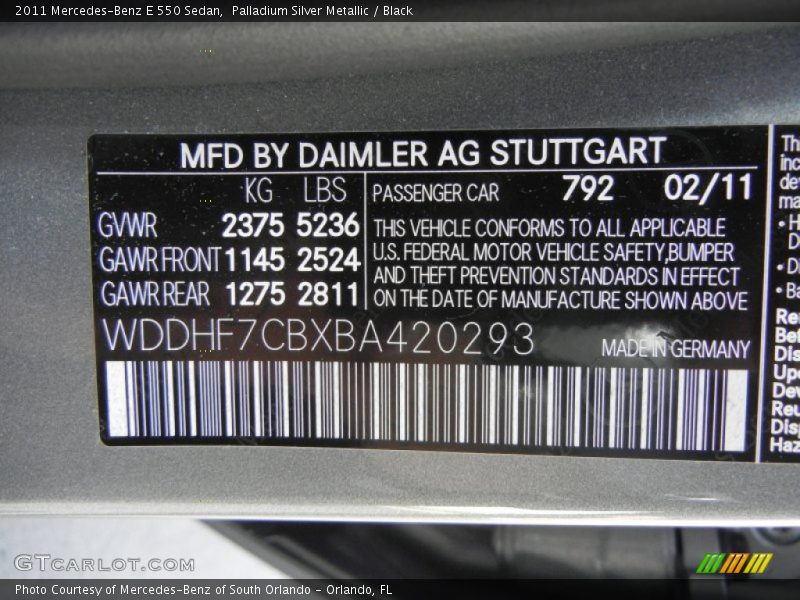 2011 Mercedes-Benz E 550 Sedan, Palladium Silver Metallic / Black
MFD BY DAIMLER AG STUTTGART
KG LBS
GVWR 2375 5236
GAWR FRONT 1145 2524
GAWR REAR 1275 2811
PASSENGER CAR 792 02/11
THIS VEHICLE CONFORMS TO ALL APPLICABLE
U.S. FEDERAL MOTOR VEHICLE SAFETY,BUMPER
AND THEFT PREVENTION STANDARDS IN EFFECT
ON THE DATE OF MANUFACTURE SHOWN ABOVE
WDDHF7CBXBA420293
MADE IN GERMANY
GTCARLOT.COM
Photo Courtesy of Mercedes-Benz of South Orlando - Orlando, FL